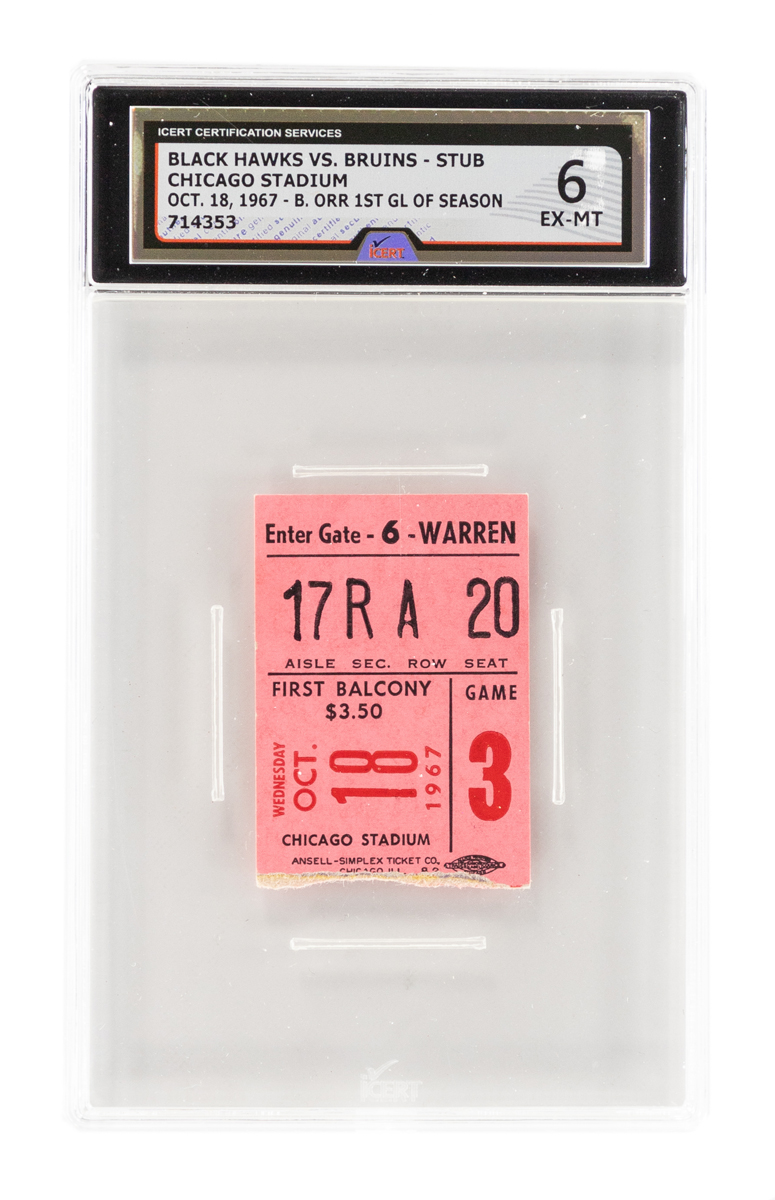 ICERT CERTIFICATION SERVICES
BLACK HAWKS VS. BRUINS - STUB
CHICAGO STADIUM
OCT. 18, 1967 - B. ORR 1ST GL OF SEASON
714353
6
EX-MT
iCERT
Enter Gate - 6 - WARREN
17 R A 20
AISLE SEC. ROW SEAT
FIRST BALCONY
$3.50
GAME
3
WEDNESDAY
OCT.
18
1967
CHICAGO STADIUM
ANSELL-SIMPLEX TICKET CO.
CHICAGO ILL.
iCERT